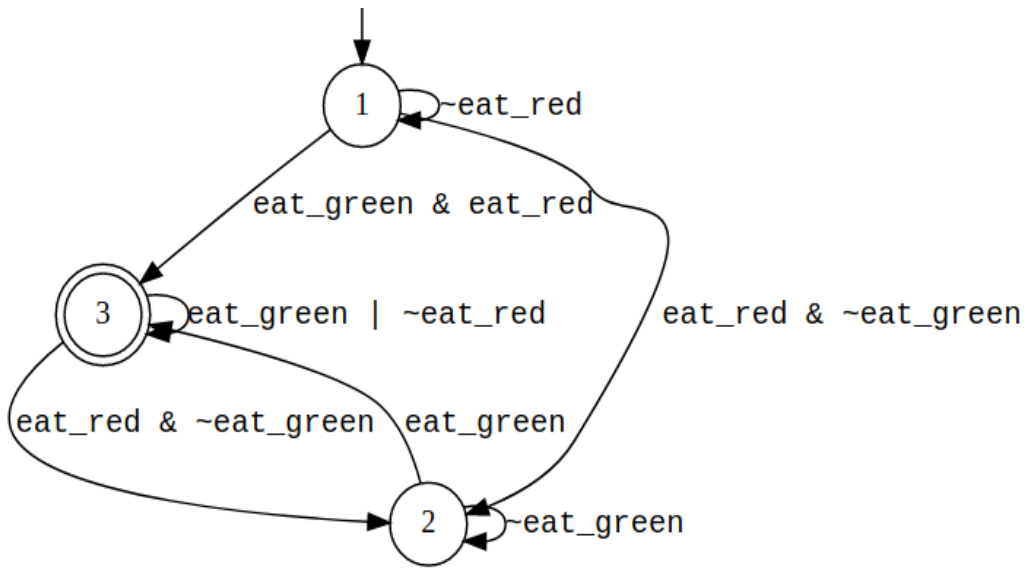 1
~eat_red
eat_green & eat_red
3
eat_green | ~eat_red
eat_red & ~eat_green
eat_red & ~eat_green
eat_green
2
~eat_green